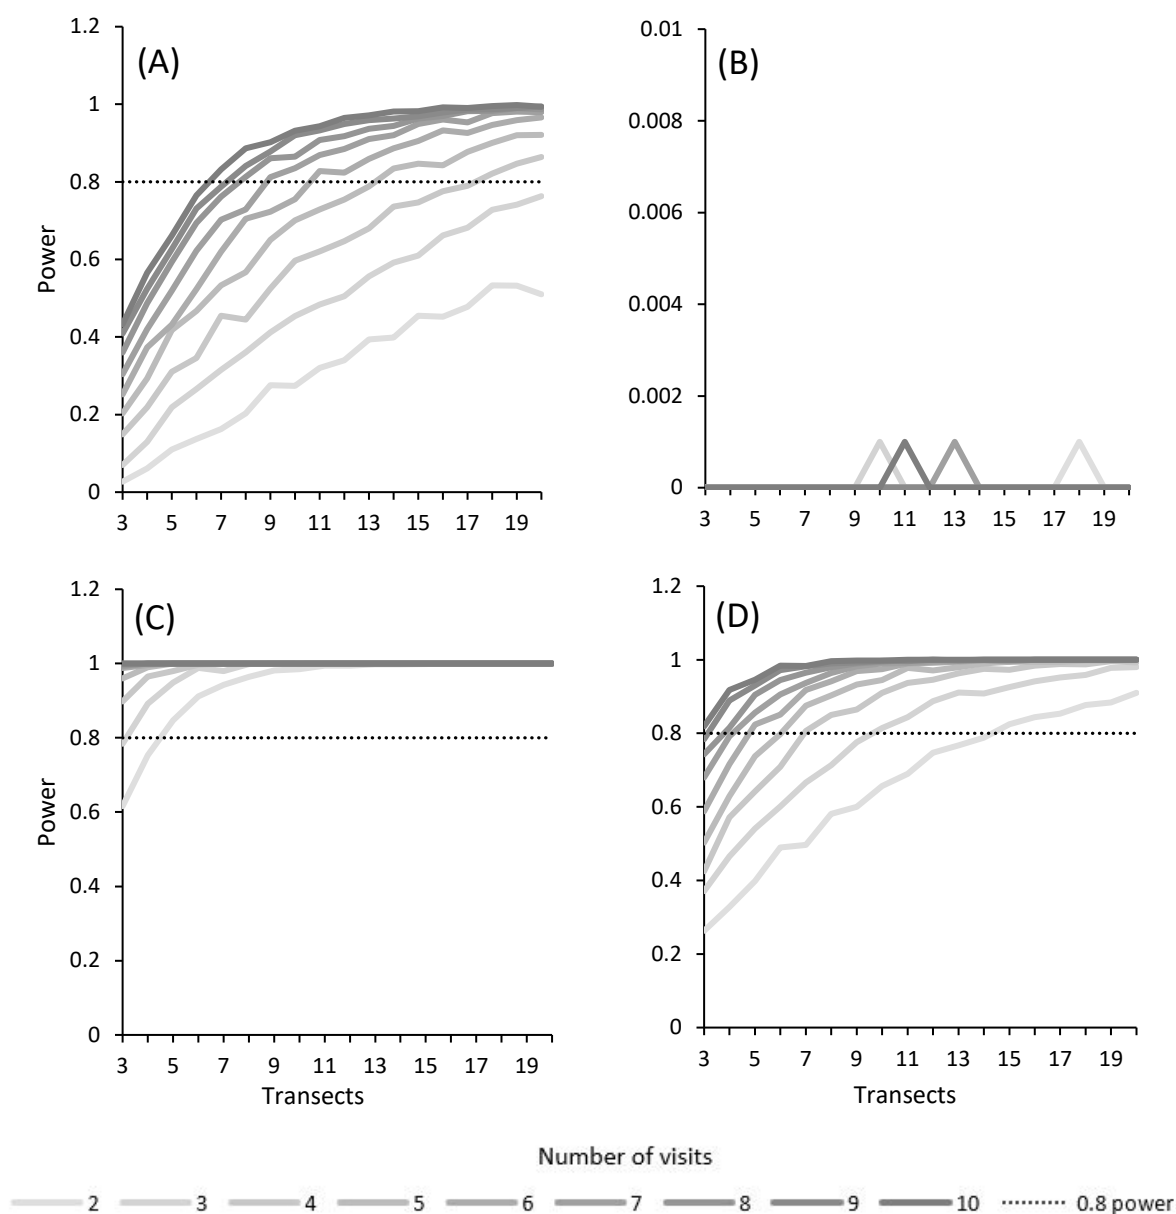 (A)
1.2
1
0.8
0.6
0.4
0.2
0
Power
3 5 7 9 11 13 15 17 19
(B)
0.01
0.008
0.006
0.004
0.002
0
3 5 7 9 11 13 15 17 19
(C)
1.2
1
0.8
0.6
0.4
0.2
0
Power
3 5 7 9 11 13 15 17 19
Transects
(D)
1.2
1
0.8
0.6
0.4
0.2
0
3 5 7 9 11 13 15 17 19
Transects
Number of visits
2 3 4 5 6 7 8 9 10 0.8 power